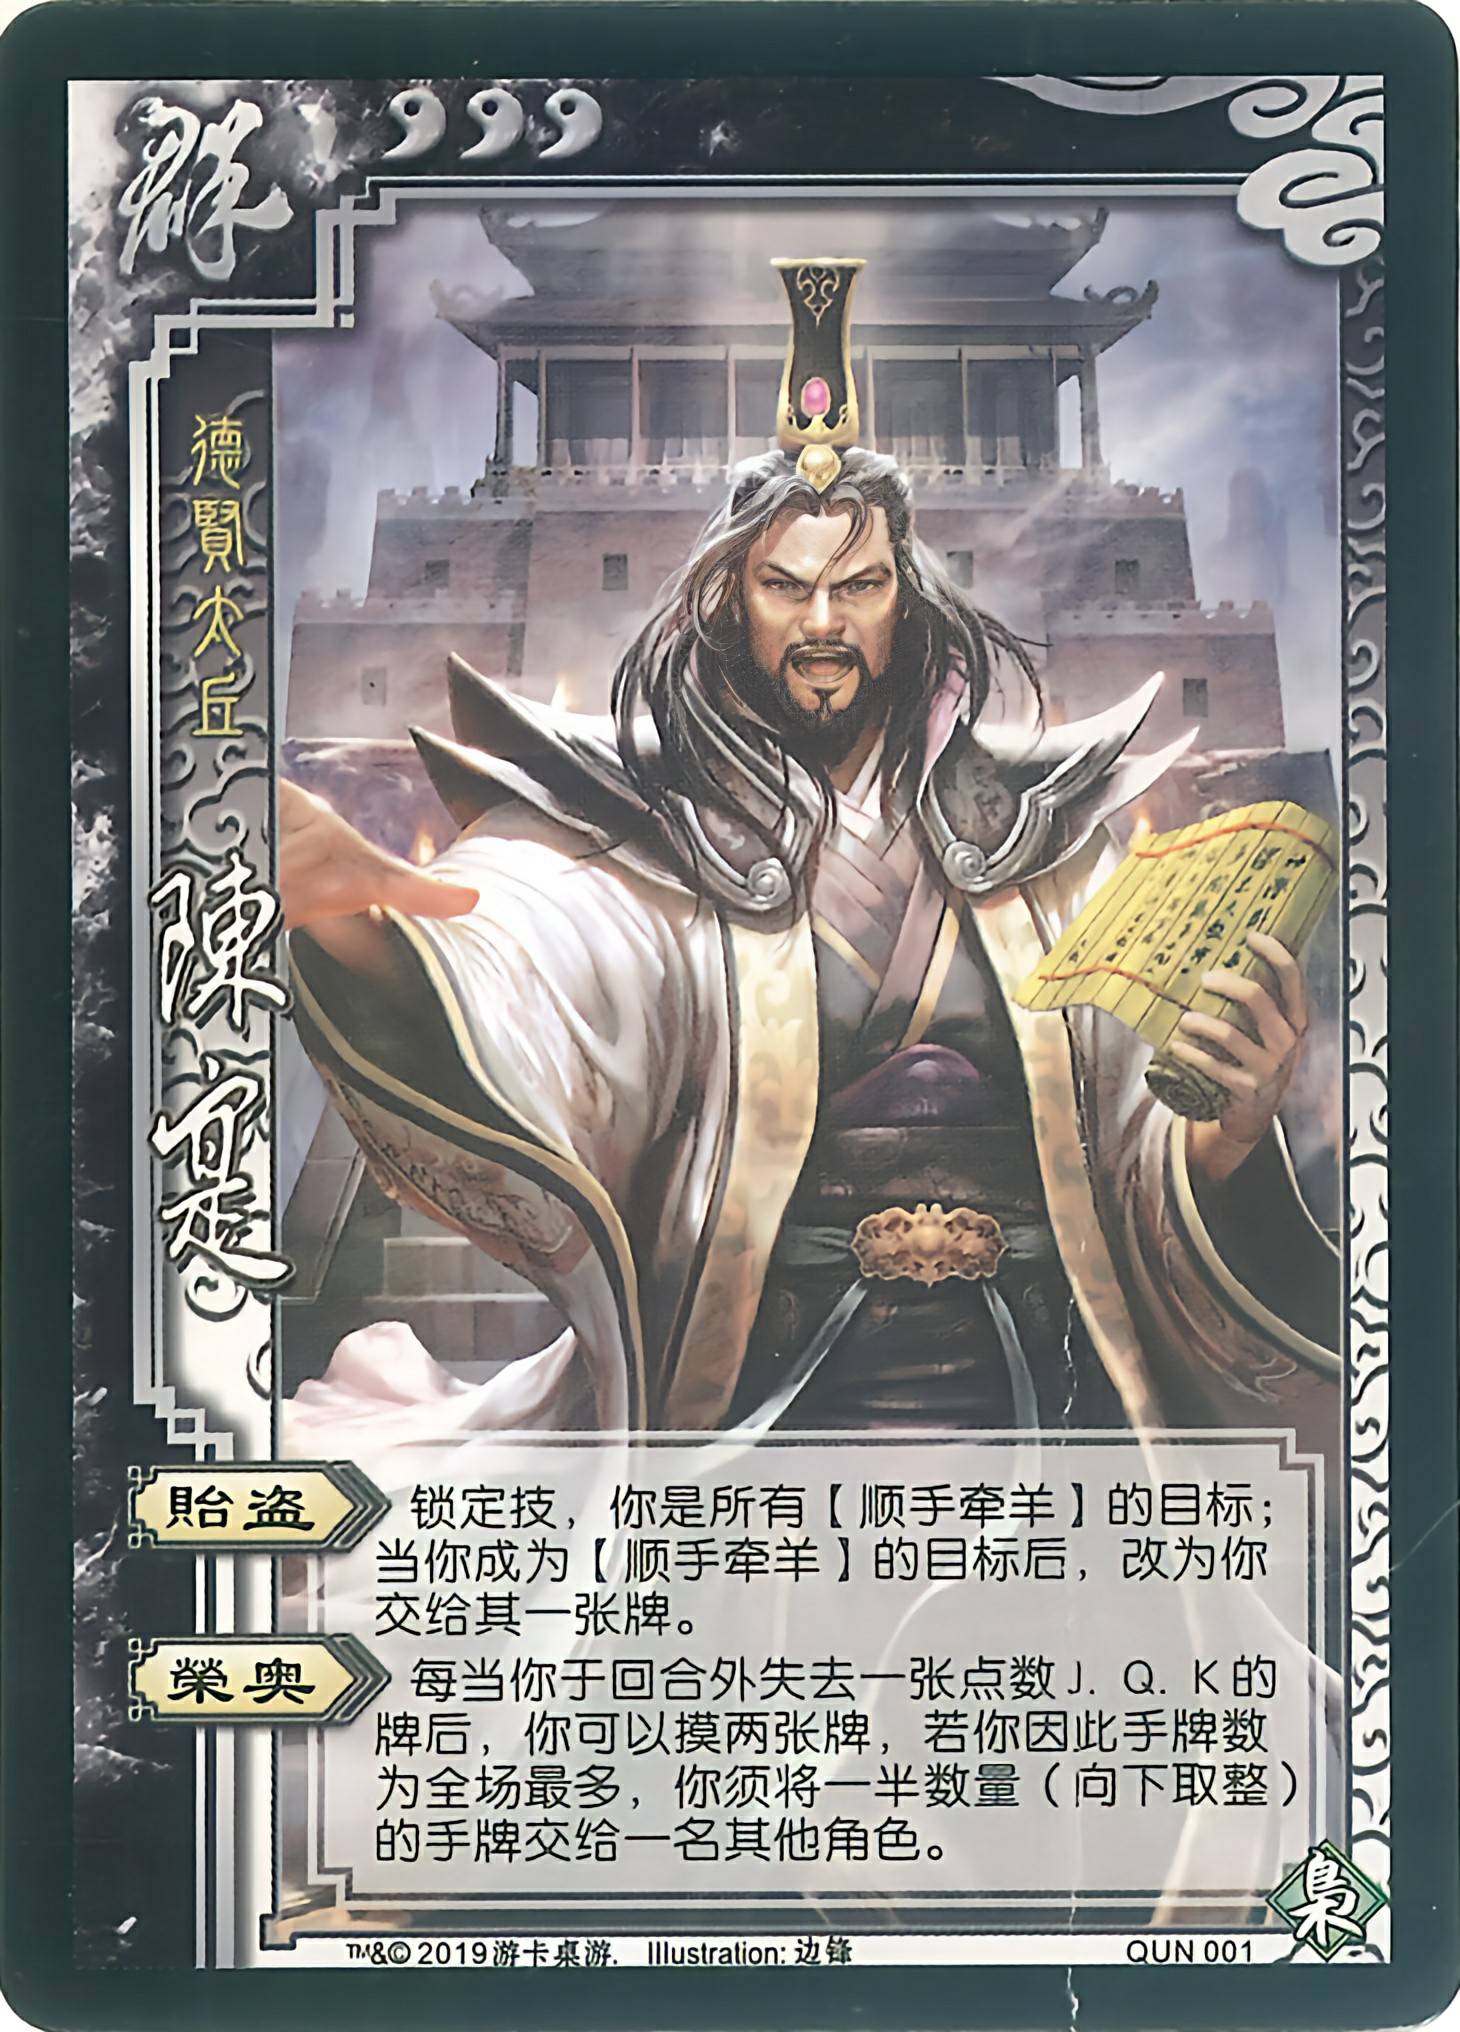 群
德賢太丘
陳寔
貽盗
锁定技，你是所有【顺手牵羊】的目标；
当你成为【顺手牵羊】的目标后，改为你
交给其一张牌。
榮奥
每当你于回合外失去一张点数J. Q. K的
牌后，你可以摸两张牌，若你因此手牌数
为全场最多，你须将一半数量（向下取整）
的手牌交给一名其他角色。
梟
™&© 2019游卡桌游. Illustration: 边锋
QUN 001